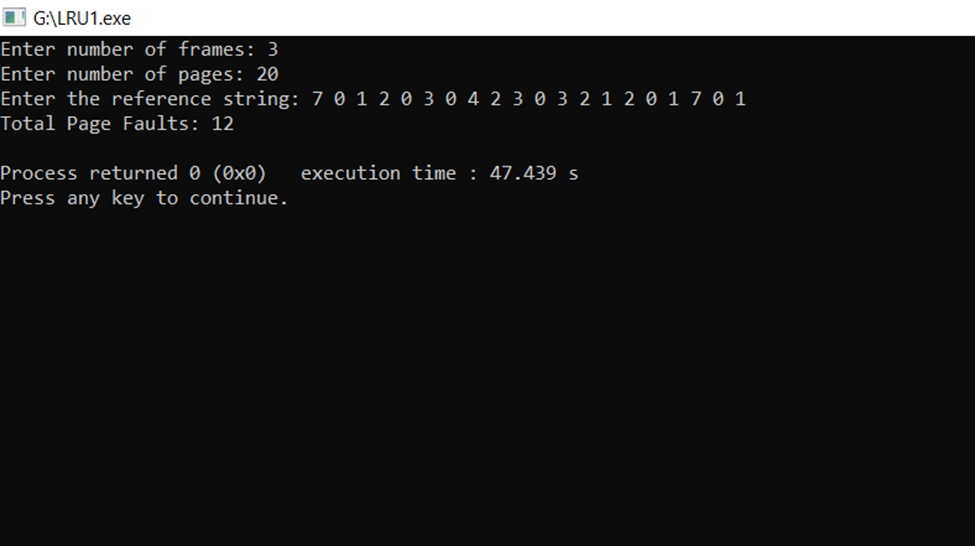 G:\LRU1.exe
Enter number of frames: 3
Enter number of pages: 20
Enter the reference string: 7 0 1 2 0 3 0 4 2 3 0 3 2 1 2 0 1 7 0 1
Total Page Faults: 12
Process returned 0 (0x0)   execution time : 47.439 s
Press any key to continue.